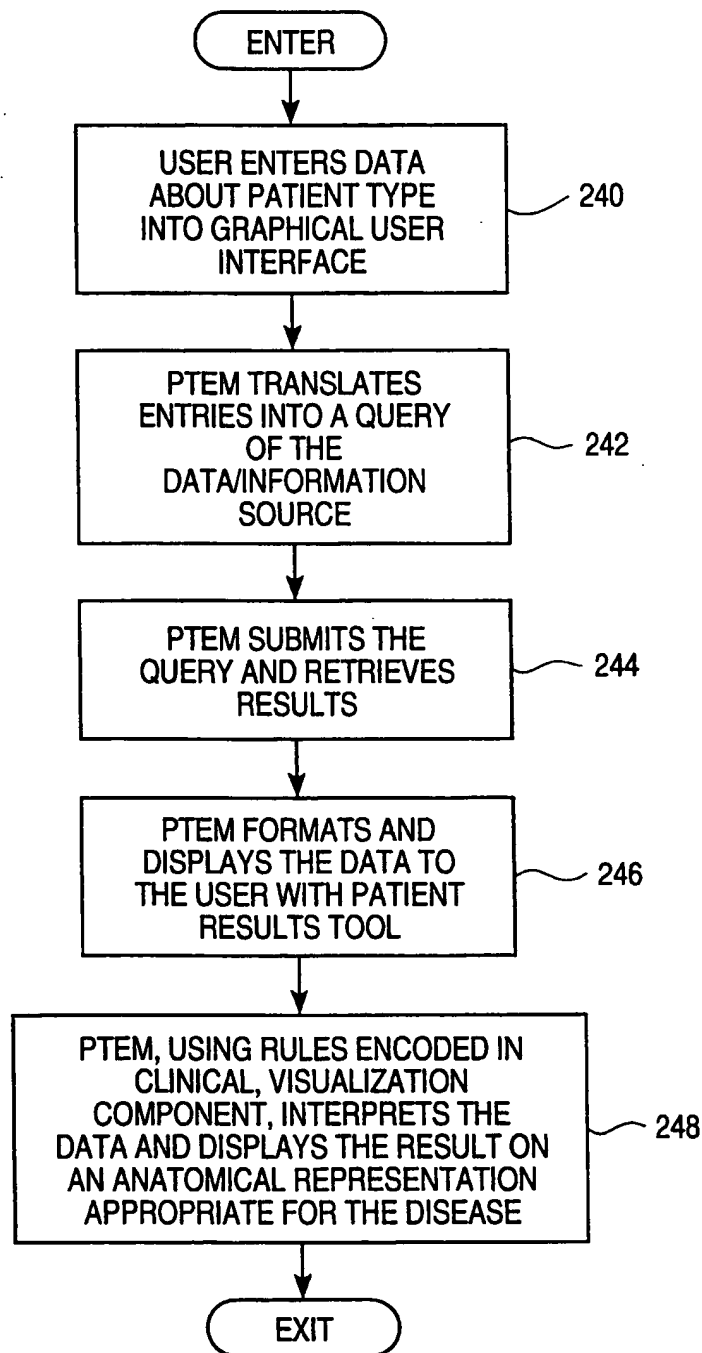 ENTER
USER ENTERS DATA
ABOUT PATIENT TYPE
INTO GRAPHICAL USER
INTERFACE
240
PTEM TRANSLATES
ENTRIES INTO A QUERY
OF THE
DATA/INFORMATION
SOURCE
242
PTEM SUBMITS THE
QUERY AND RETRIEVES
RESULTS
244
PTEM FORMATS AND
DISPLAYS THE DATA TO
THE USER WITH PATIENT
RESULTS TOOL
246
PTEM, USING RULES ENCODED IN
CLINICAL, VISUALIZATION
COMPONENT, INTERPRETS THE
DATA AND DISPLAYS THE RESULT ON
AN ANATOMICAL REPRESENTATION
APPROPRIATE FOR THE DISEASE
248
EXIT